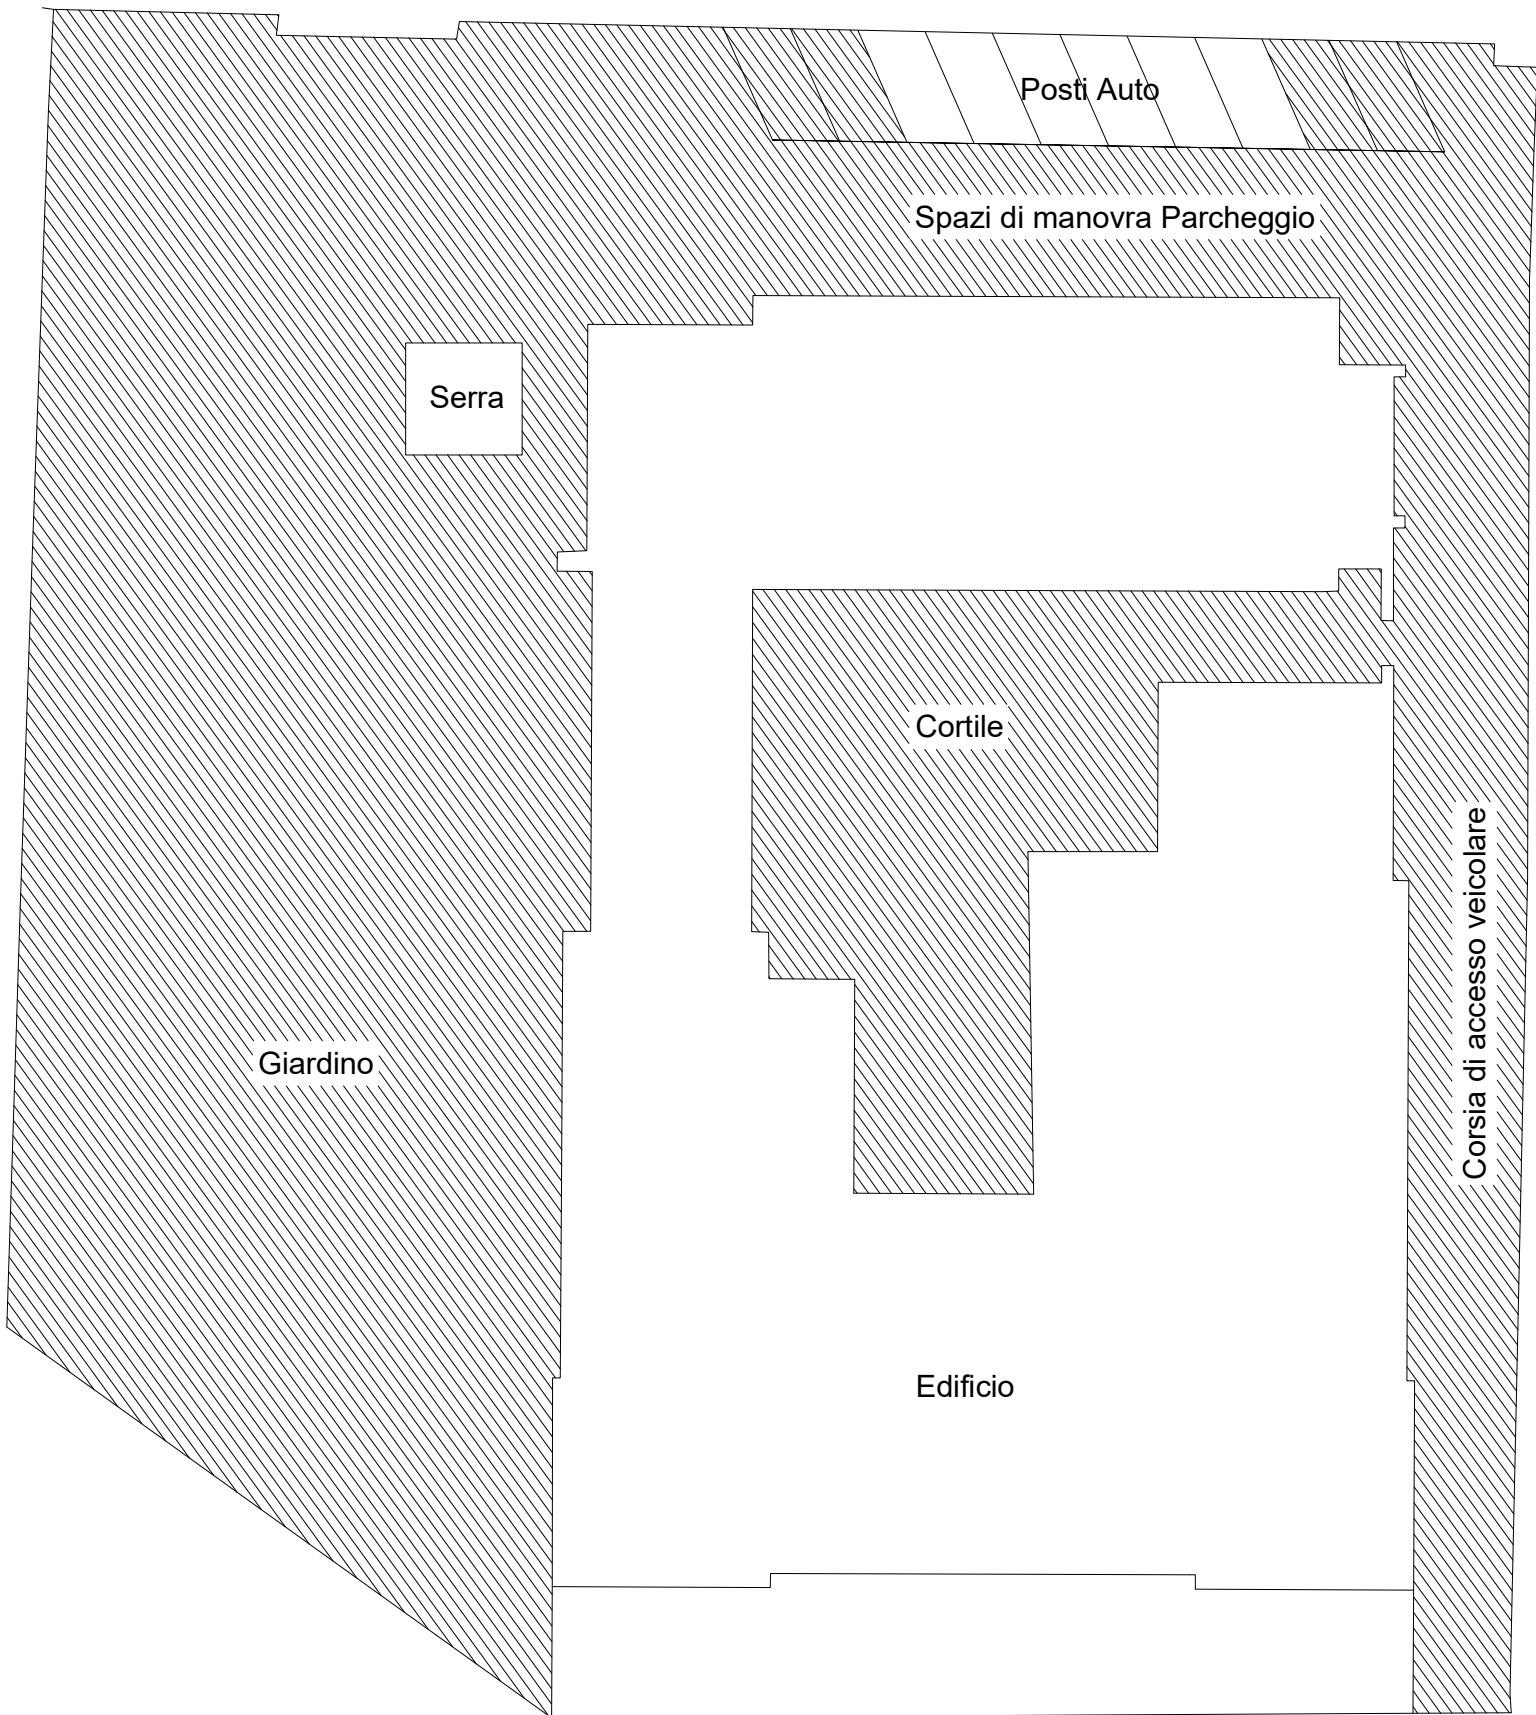 Posti Auto
Spazi di manovra Parcheggio
Serra
Cortile
Corsia di accesso veicolare
Giardino
Edificio